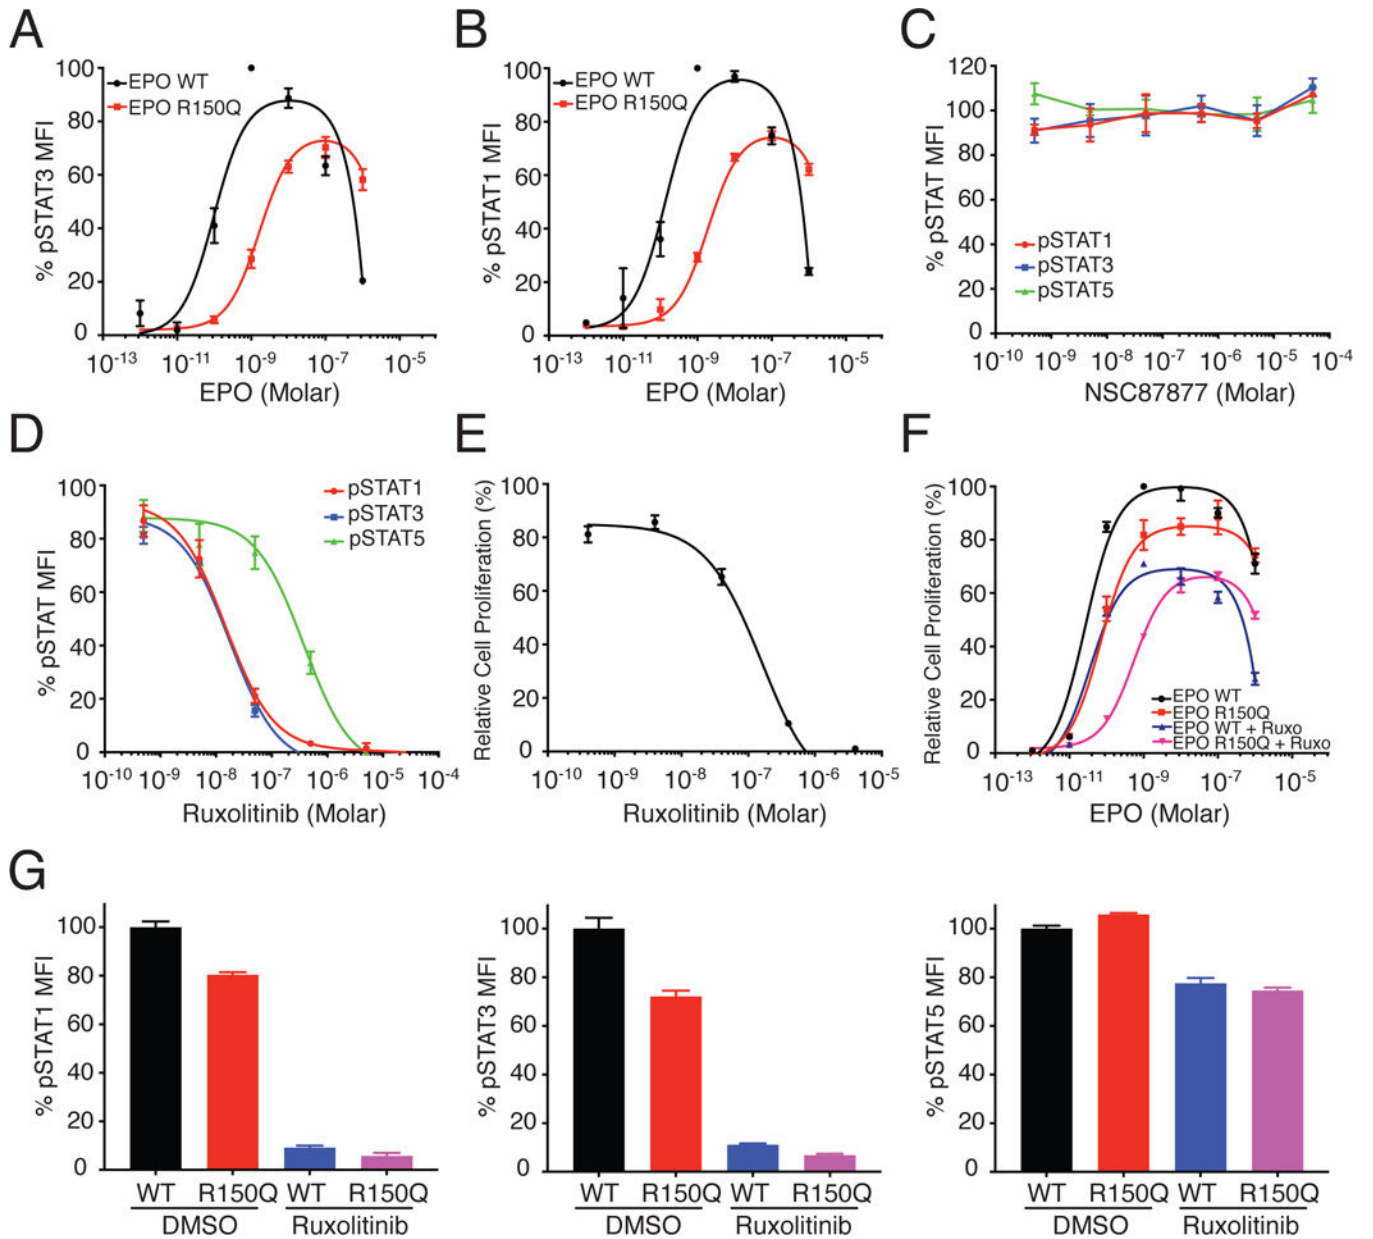 A
100
80
60
40
20
0
% pSTAT3 MFI
EPO WT
EPO R150Q
10-13 10-11 10-9 10-7 10-5
EPO (Molar)
B
100
80
60
40
20
0
% pSTAT1 MFI
EPO WT
EPO R150Q
10-13 10-11 10-9 10-7 10-5
EPO (Molar)
C
120
100
80
60
40
20
0
% pSTAT MFI
pSTAT1
pSTAT3
pSTAT5
10-10 10-9 10-8 10-7 10-6 10-5 10-4
NSC87877 (Molar)
D
100
80
60
40
20
0
% pSTAT MFI
pSTAT1
pSTAT3
pSTAT5
10-10 10-9 10-8 10-7 10-6 10-5 10-4
Ruxolitinib (Molar)
E
100
80
60
40
20
0
Relative Cell Proliferation (%)
10-10 10-9 10-8 10-7 10-6 10-5
Ruxolitinib (Molar)
F
100
80
60
40
20
0
Relative Cell Proliferation (%)
EPO WT
EPO R150Q
EPO WT + Ruxo
EPO R150Q + Ruxo
10-13 10-11 10-9 10-7 10-5
EPO (Molar)
G
100
80
60
40
20
0
% pSTAT1 MFI
WT R150Q WT R150Q
DMSO Ruxolitinib
100
80
60
40
20
0
% pSTAT3 MFI
WT R150Q WT R150Q
DMSO Ruxolitinib
100
80
60
40
20
0
% pSTAT5 MFI
WT R150Q WT R150Q
DMSO Ruxolitinib